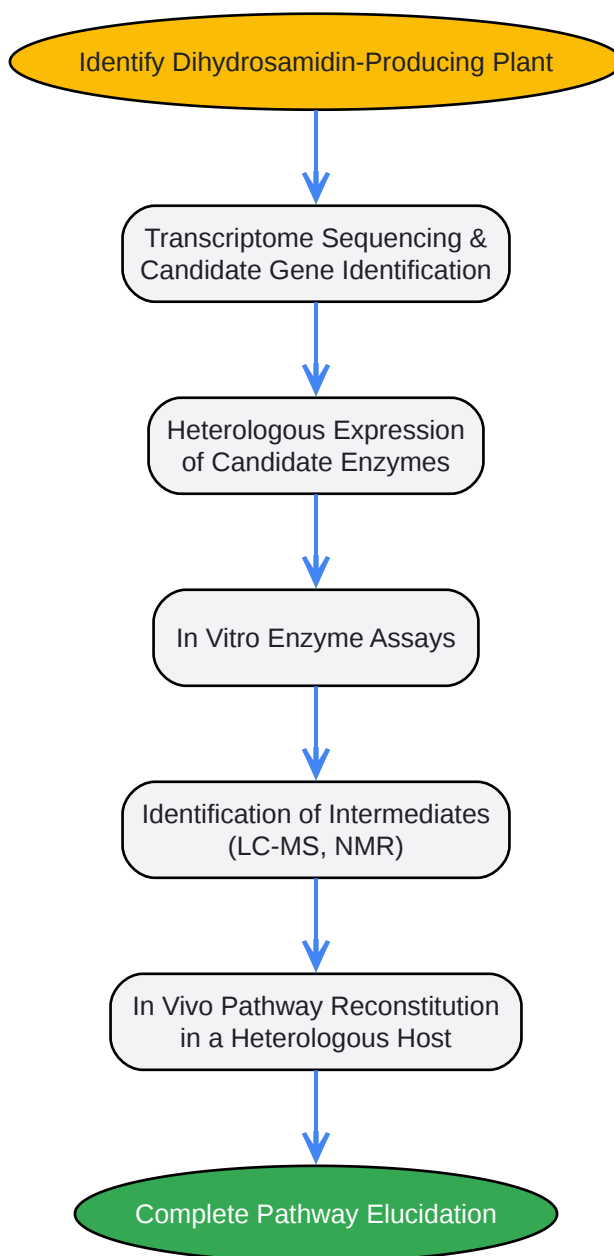 Identify Dihydrosamidin-Producing Plant
Transcriptome Sequencing &
Candidate Gene Identification
Heterologous Expression
of Candidate Enzymes
In Vitro Enzyme Assays
Identification of Intermediates
(LC-MS, NMR)
In Vivo Pathway Reconstitution
in a Heterologous Host
Complete Pathway Elucidation